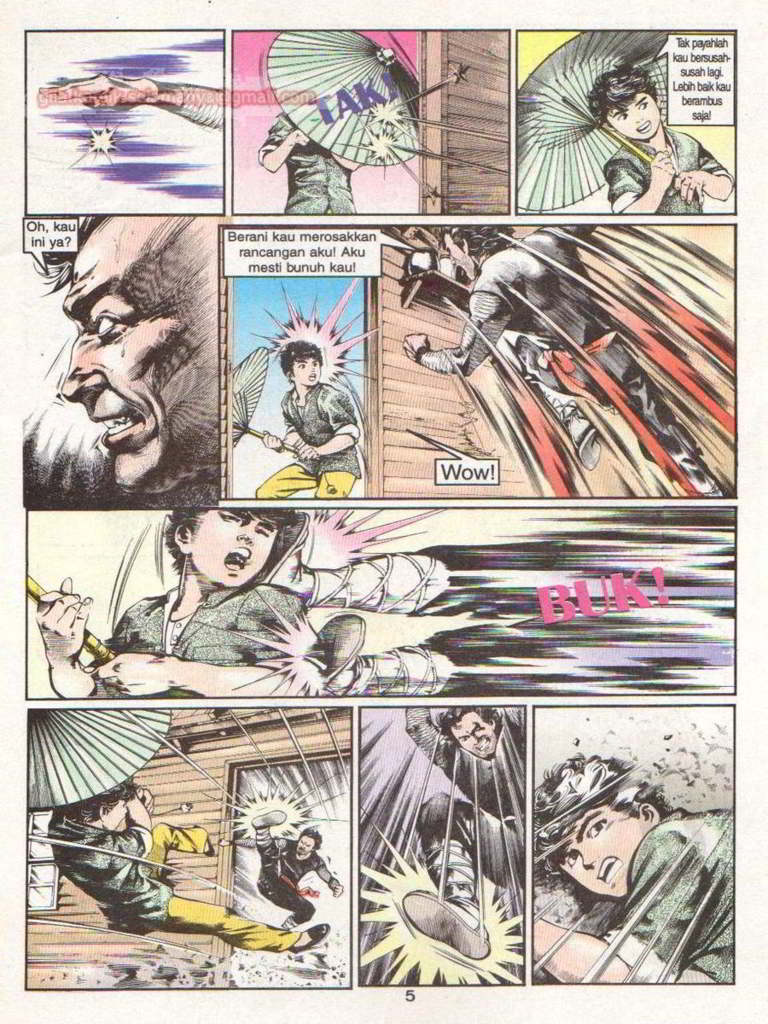 TAK!
Tak payahlah
kau bersusah-
susah lagi.
Lebih baik kau
berambus
saja!
Oh, kau
ini ya?
Berani kau merosakkan
rancangan aku! Aku
mesti bunuh kau!
Wow!
BUK!
5